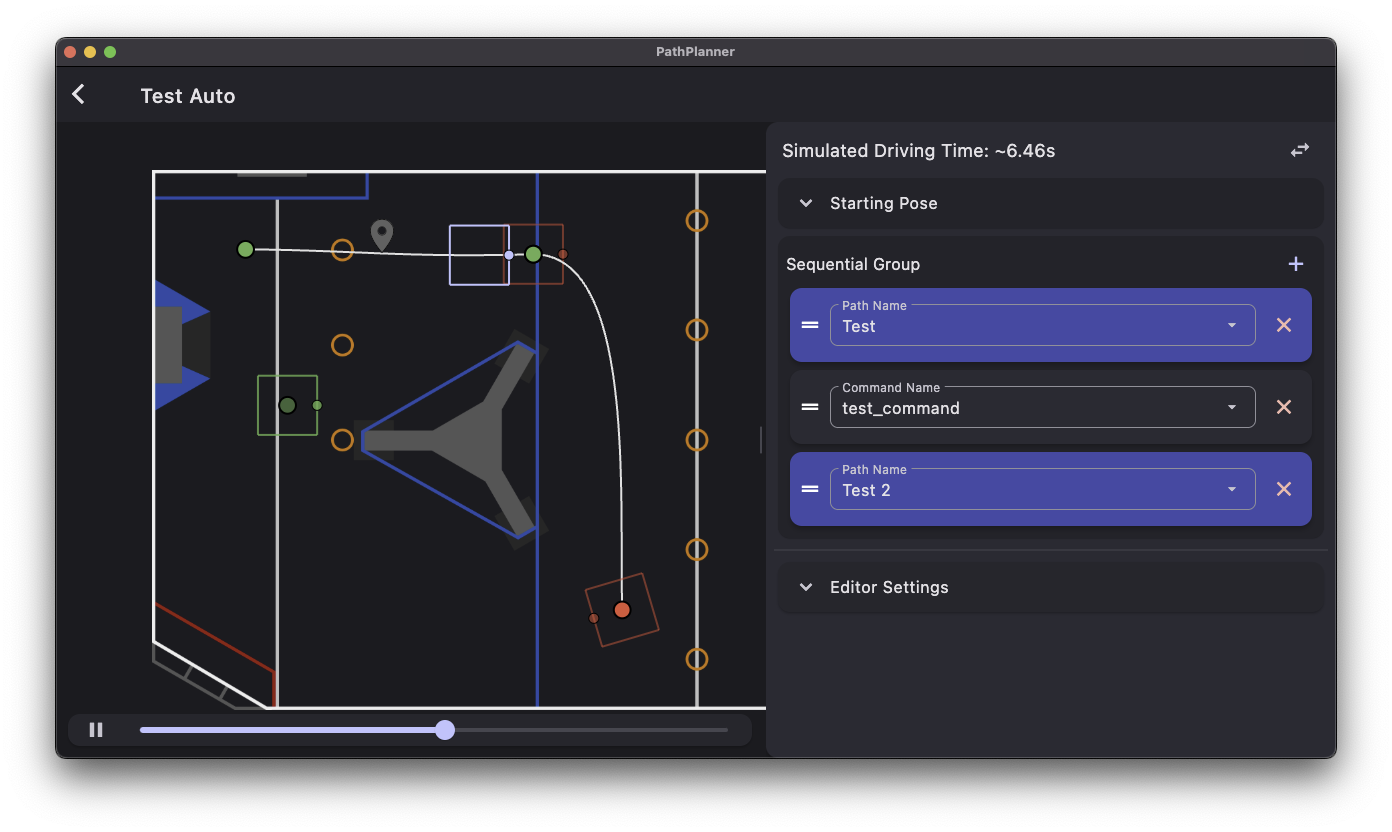 PathPlanner
Test Auto
Simulated Driving Time: ~6.46s
Starting Pose
Sequential Group
Path Name
Test
Command Name
test_command
Path Name
Test 2
Editor Settings